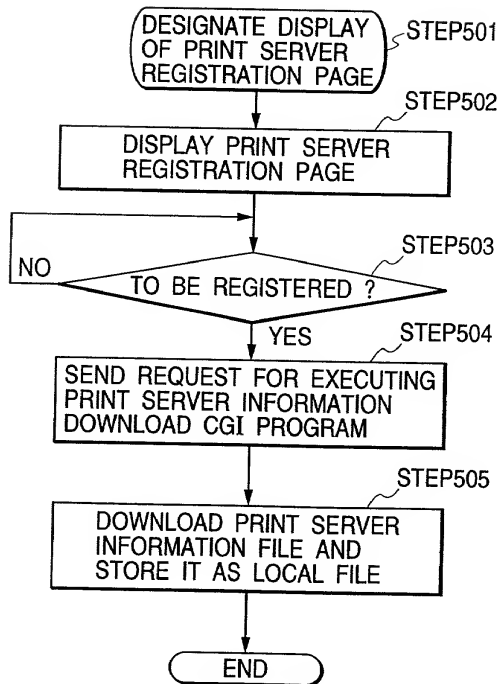 DESIGNATE DISPLAY
OF PRINT SERVER
REGISTRATION PAGE
STEP501
STEP502
DISPLAY PRINT SERVER
REGISTRATION PAGE
STEP503
NO
TO BE REGISTERED ?
YES
STEP504
SEND REQUEST FOR EXECUTING
PRINT SERVER INFORMATION
DOWNLOAD CGI PROGRAM
STEP505
DOWNLOAD PRINT SERVER
INFORMATION FILE AND
STORE IT AS LOCAL FILE
END